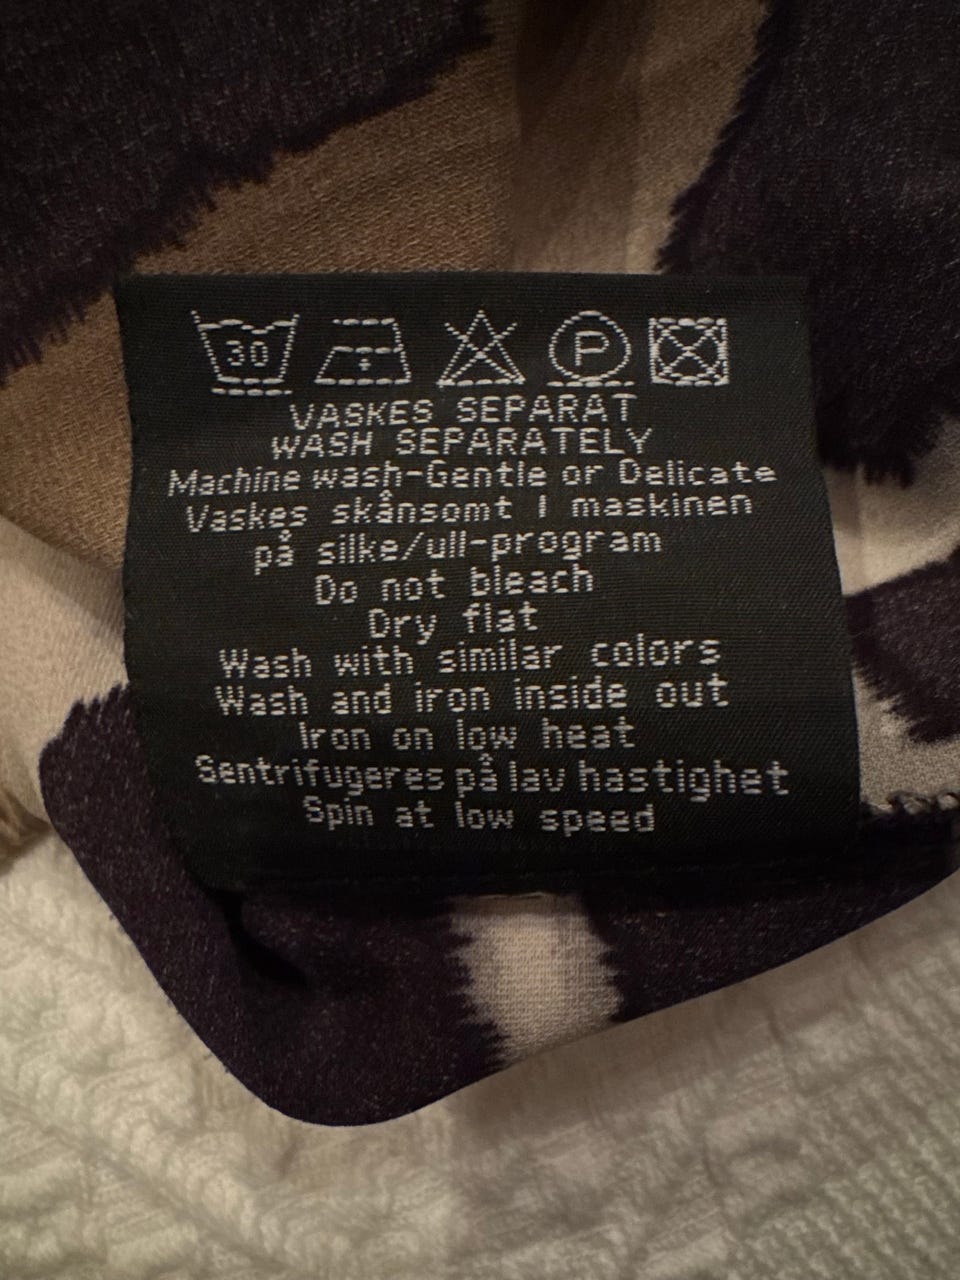 30 P
VASKES SEPARAT
WASH SEPARATELY
Machine wash-Gentle or Delicate
Vaskes skånsomt i maskinen
på silke/ull-program
Do not bleach
Dry flat
Wash with similar colors
Wash and iron inside out
Iron on low heat
Sentrifugeres på lav hastighet
Spin at low speed